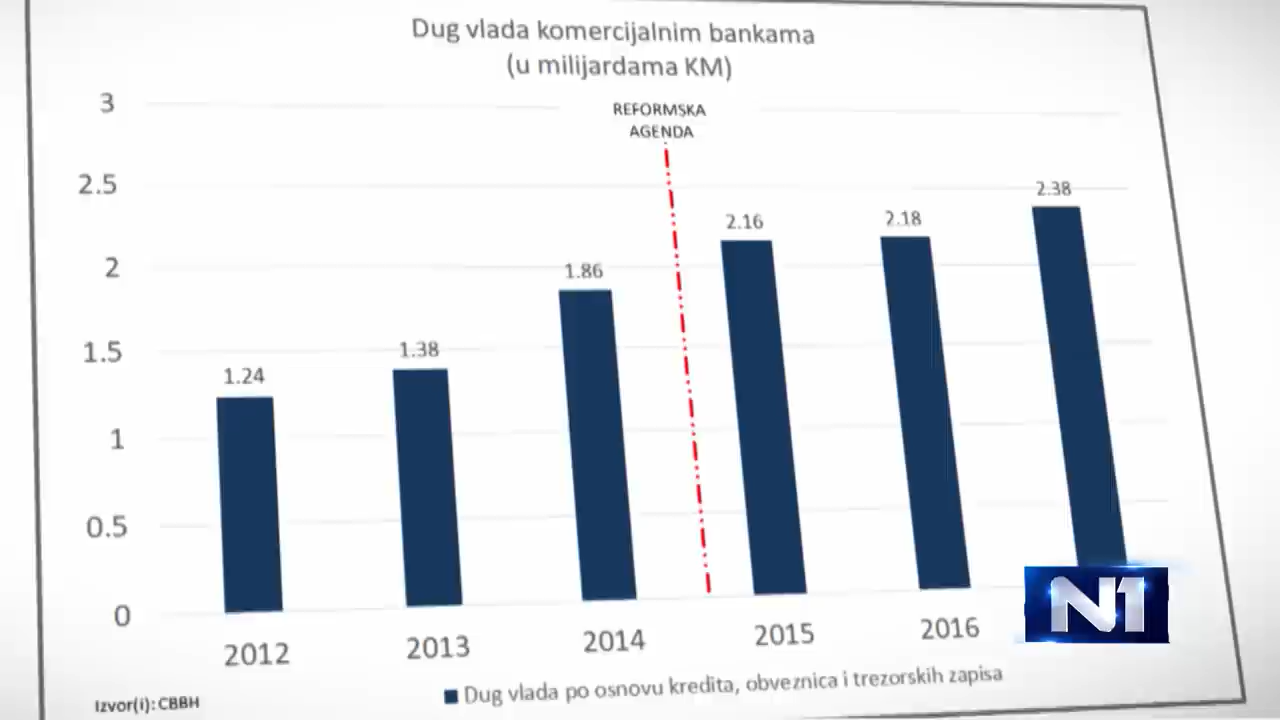 Dug vlada komercijalnim bankama
(u milijardama KM)
REFORMSKA
AGENDA
3
2.5
2
1.5
1
0.5
0
1.24
1.38
1.86
2.16
2.18
2.38
2012
2013
2014
2015
2016
Dug vlada po osnovu kredita, obveznica i trezorskih zapisa
Izvor(i): CBBH
N1